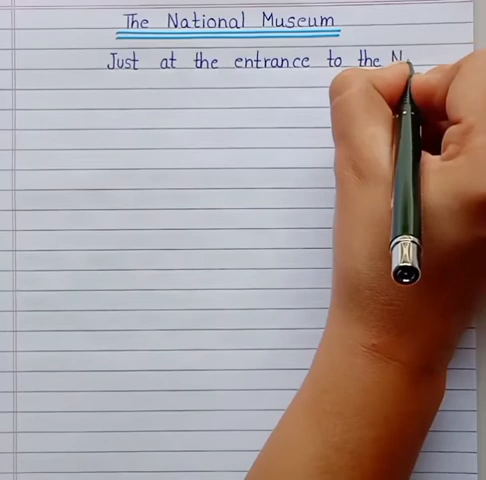 The National Museum
Just at the entrance to the N